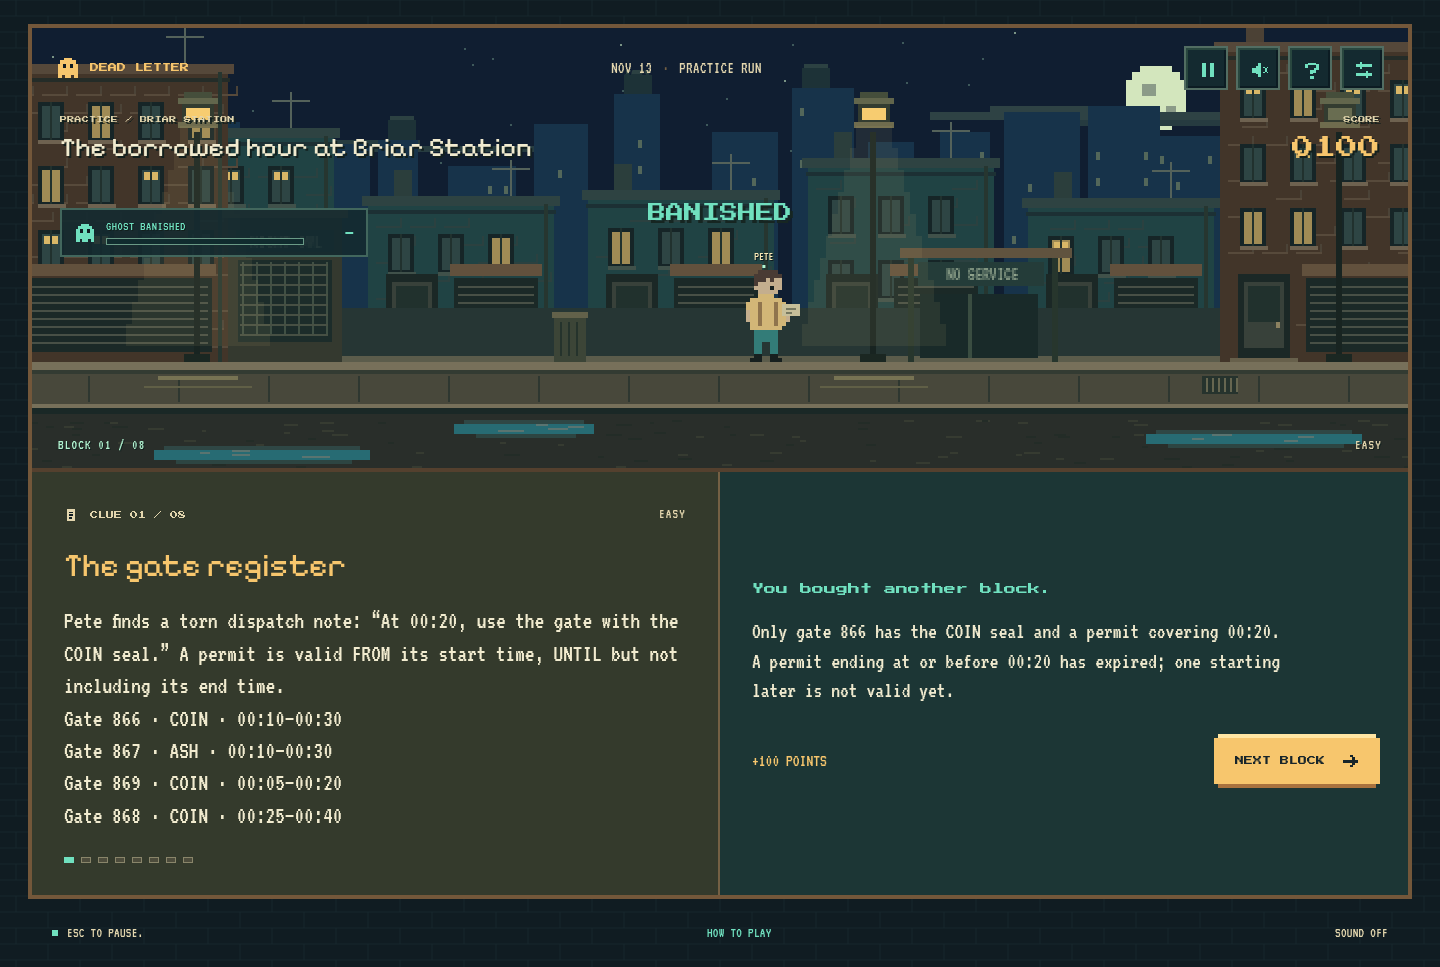 DEAD LETTER
NOV 13 · PRACTICE RUN
PRACTICE / BRIAR STATION
SCORE
The borrowed hour at Briar Station
0100
GHOST BANISHED
BANISHED
PETE
NO SERVICE
BLOCK 01 / 08
EASY
CLUE 01 / 08
EASY
The gate register
Pete finds a torn dispatch note: “At 00:20, use the gate with the
COIN seal.” A permit is valid FROM its start time, UNTIL but not
including its end time.
Gate 866 · COIN · 00:10–00:30
Gate 867 · ASH · 00:10–00:30
Gate 869 · COIN · 00:05–00:20
Gate 868 · COIN · 00:25–00:40
You bought another block.
Only gate 866 has the COIN seal and a permit covering 00:20.
A permit ending at or before 00:20 has expired; one starting
later is not valid yet.
+100 POINTS
NEXT BLOCK →
ESC TO PAUSE.
HOW TO PLAY
SOUND OFF